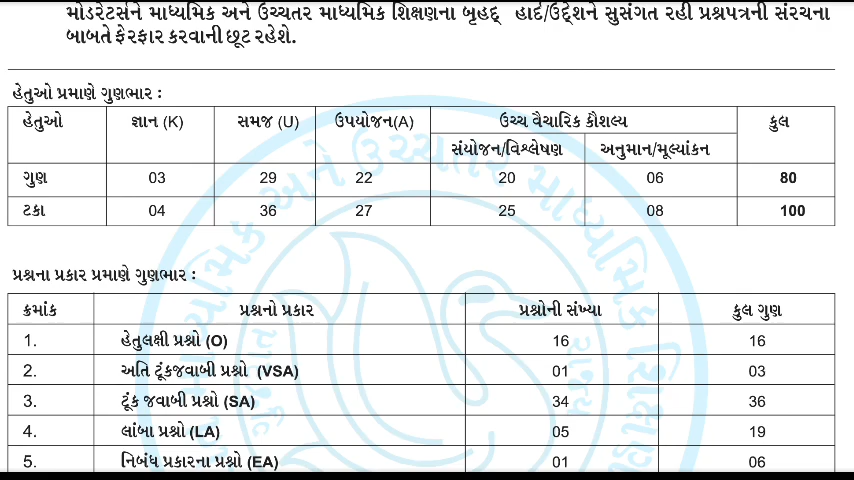 મોડરેટર્સને માધ્યમિક અને ઉચ્ચતર માધ્યમિક શિક્ષણના બૃહદ્ હાર્દ/ઉદ્દેશને સુસંગત રહી પ્રશ્નપત્રની સંરચના
બાબતે ફેરફાર કરવાની છૂટ રહેશે.
હેતુઓ પ્રમાણે ગુણભાર :
હેતુઓ જ્ઞાન (K) સમજ (U) ઉપયોજન(A) ઉચ્ચ વૈચારિક કૌશલ્ય કુલ
સંયોજન/વિશ્લેષણ અનુમાન/મૂલ્યાંકન
ગુણ 03 29 22 20 06 80
ટકા 04 36 27 25 08 100
પ્રશ્નના પ્રકાર પ્રમાણે ગુણભાર :
ક્રમાંક પ્રશ્નનો પ્રકાર પ્રશ્નોની સંખ્યા કુલ ગુણ
1. હેતુલક્ષી પ્રશ્નો (O) 16 16
2. અતિ ટૂંકજવાબી પ્રશ્નો (VSA) 01 03
3. ટૂંક જવાબી પ્રશ્નો (SA) 34 36
4. લાંબા પ્રશ્નો (LA) 05 19
5. નિબંધ પ્રકારના પ્રશ્નો (EA) 01 06